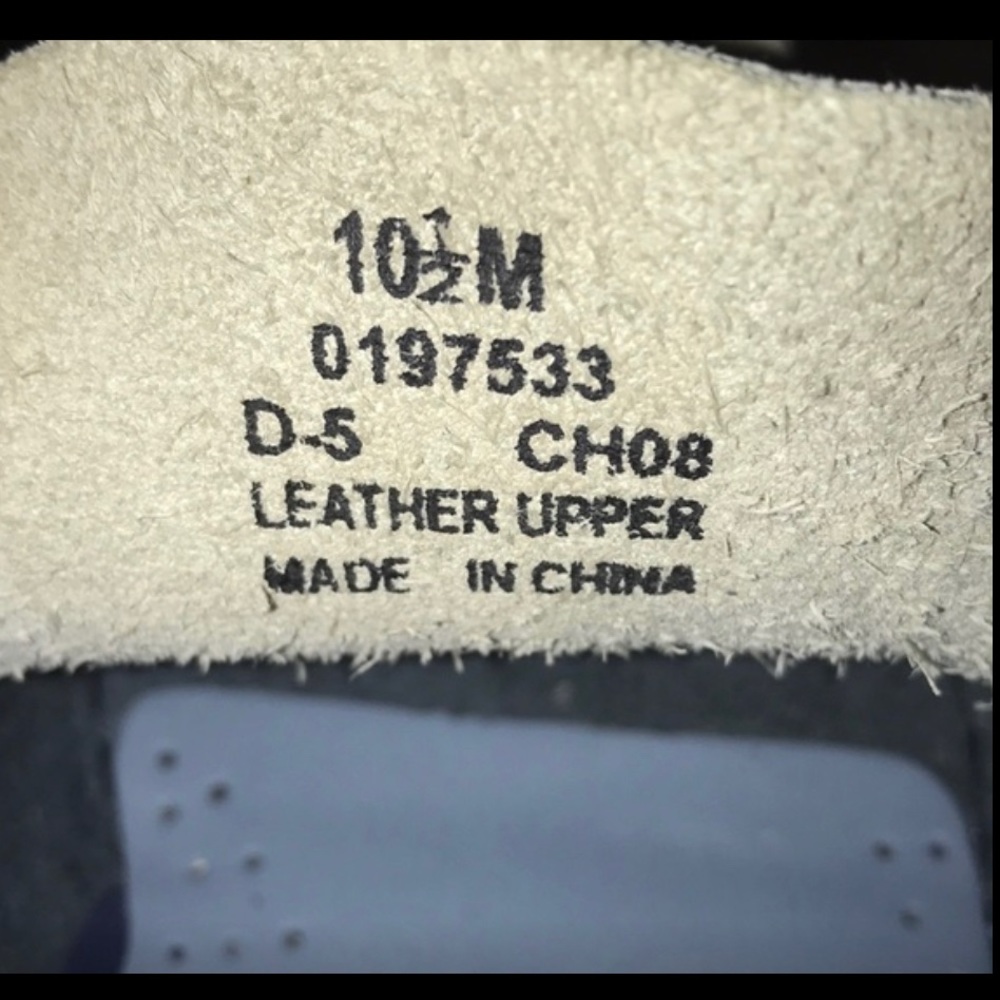 10½M
0197533
D-5 CH08
LEATHER UPPER
MADE IN CHINA